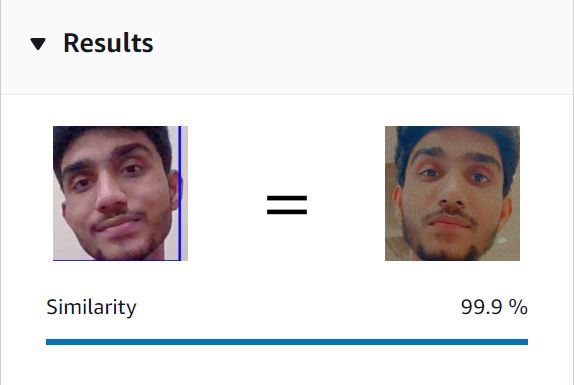 Results
=
Similarity 99.9 %